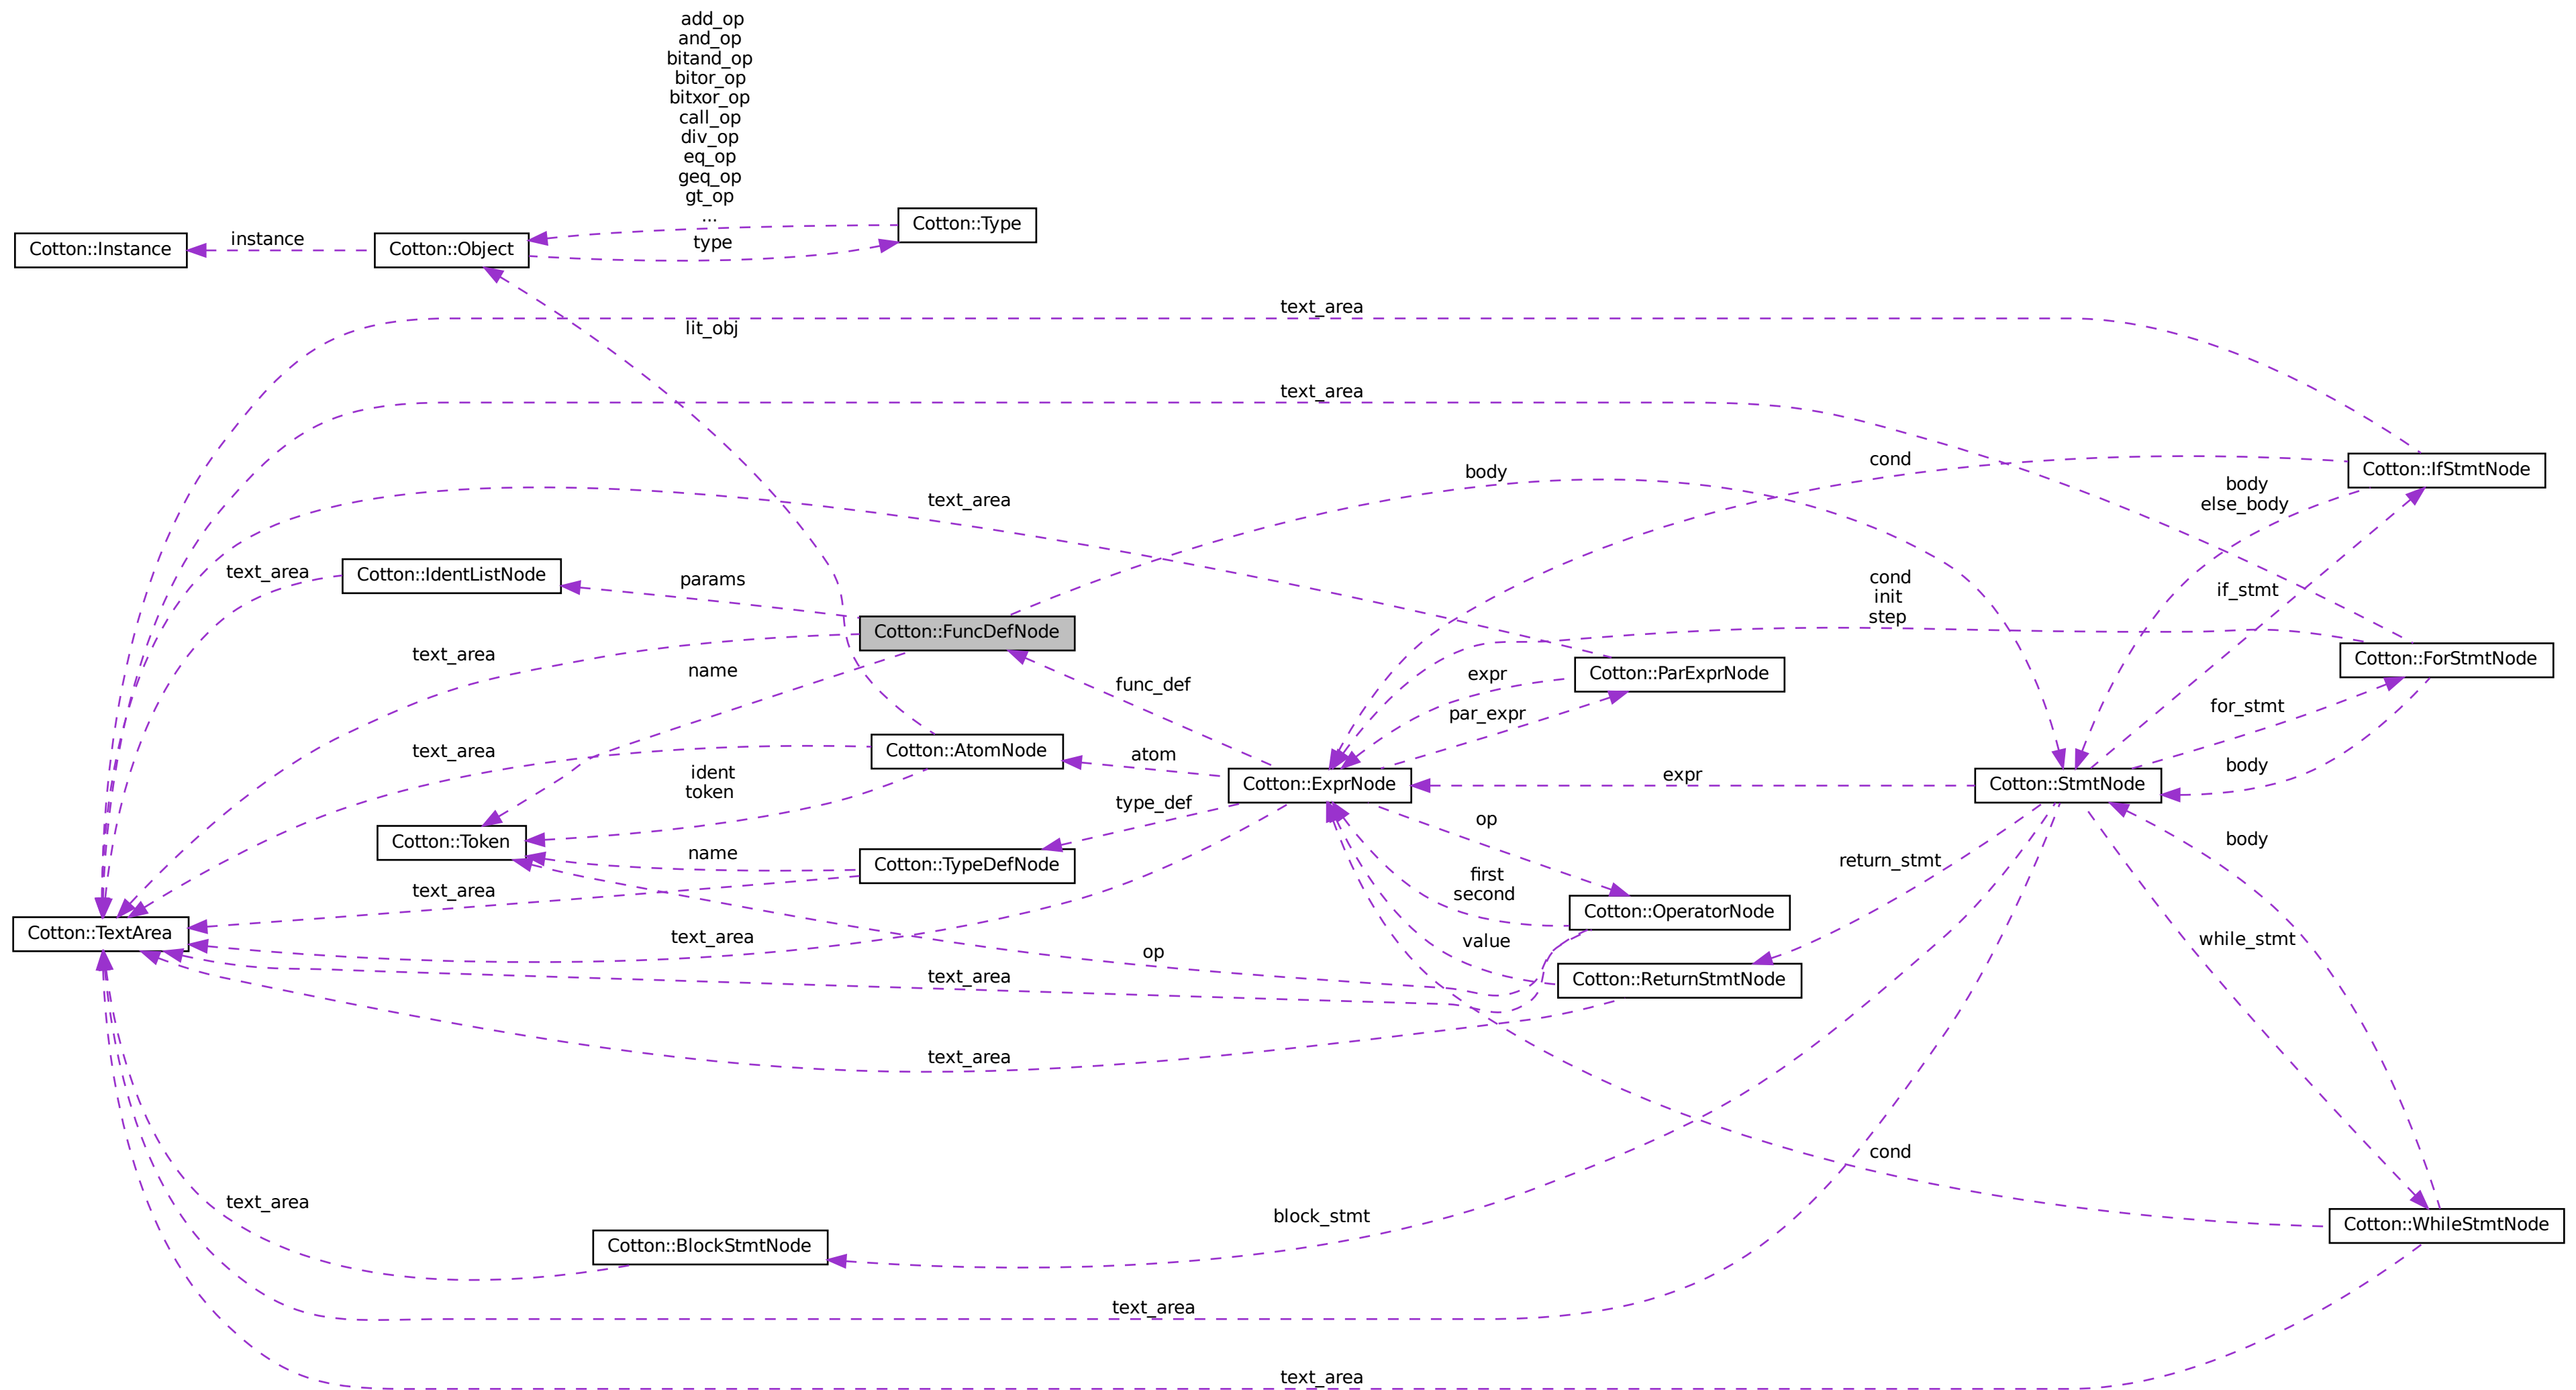 add_op
and_op
bitand_op
bitor_op
bitxor_op
call_op
div_op
eq_op
geq_op
gt_op
...
Cotton::Type
Cotton::Instance
instance
Cotton::Object
type
text_area
lit_obj
text_area
cond
Cotton::IfStmtNode
body
body
else_body
text_area
text_area
Cotton::IdentListNode
params
cond
init
step
if_stmt
Cotton::FuncDefNode
text_area
name
func_def
expr
Cotton::ParExprNode
Cotton::ForStmtNode
par_expr
for_stmt
text_area
Cotton::AtomNode
atom
ident
token
Cotton::ExprNode
expr
Cotton::StmtNode
body
type_def
op
Cotton::Token
name
Cotton::TypeDefNode
return_stmt
body
text_area
first
second
Cotton::OperatorNode
Cotton::TextArea
text_area
op
value
while_stmt
text_area
Cotton::ReturnStmtNode
text_area
cond
text_area
block_stmt
Cotton::WhileStmtNode
Cotton::BlockStmtNode
text_area
text_area